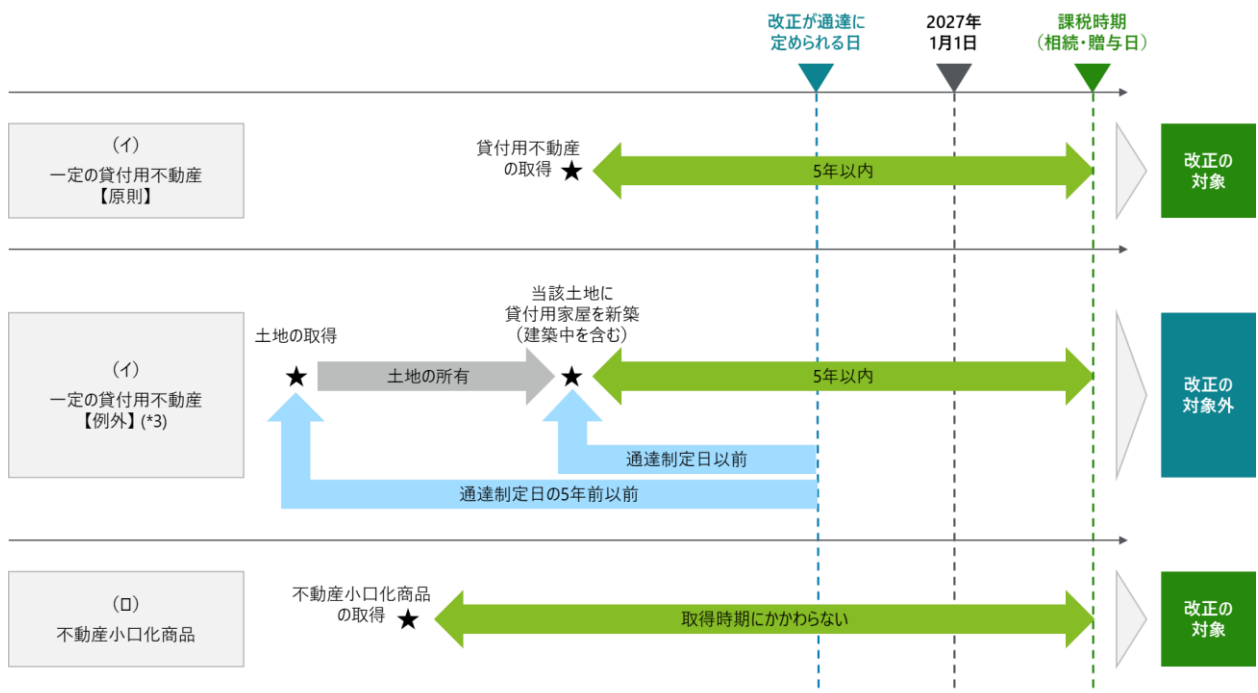 改正が通達に
定められる日
2027年
1月1日
課税時期
（相続・贈与日）
（イ）
一定の貸付用不動産
【原則】
貸付用不動産
の取得 ★
5年以内
改正の
対象
（イ）
一定の貸付用不動産
【例外】(*3)
土地の取得
★
土地の所有
当該土地に
貸付用家屋を新築
（建築中を含む）
★
5年以内
通達制定日以前
通達制定日の5年前以前
改正の
対象外
（ロ）
不動産小口化商品
不動産小口化商品
の取得 ★
取得時期にかかわらない
改正の
対象